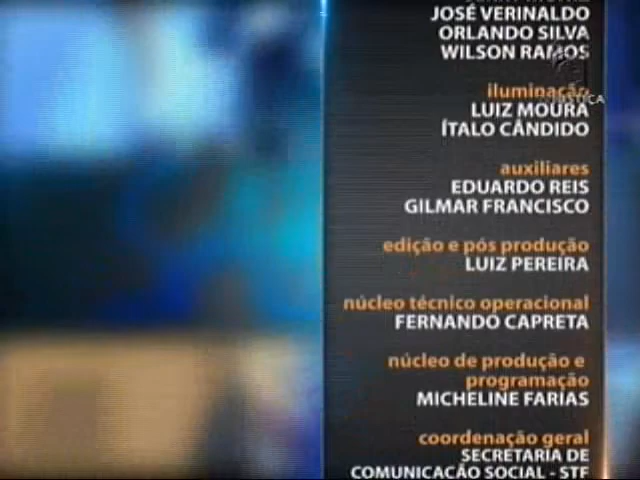 JOSÉ VERINALDO
ORLANDO SILVA
WILSON RAMOS
iluminação
LUIZ MOURA
ÍTALO CÂNDIDO
auxiliares
EDUARDO REIS
GILMAR FRANCISCO
edição e pós produção
LUIZ PEREIRA
núcleo técnico operacional
FERNANDO CAPRETA
núcleo de produção e
programação
MICHELINE FARIAS
coordenação geral
SECRETARIA DE
COMUNICAÇÃO SOCIAL - STF